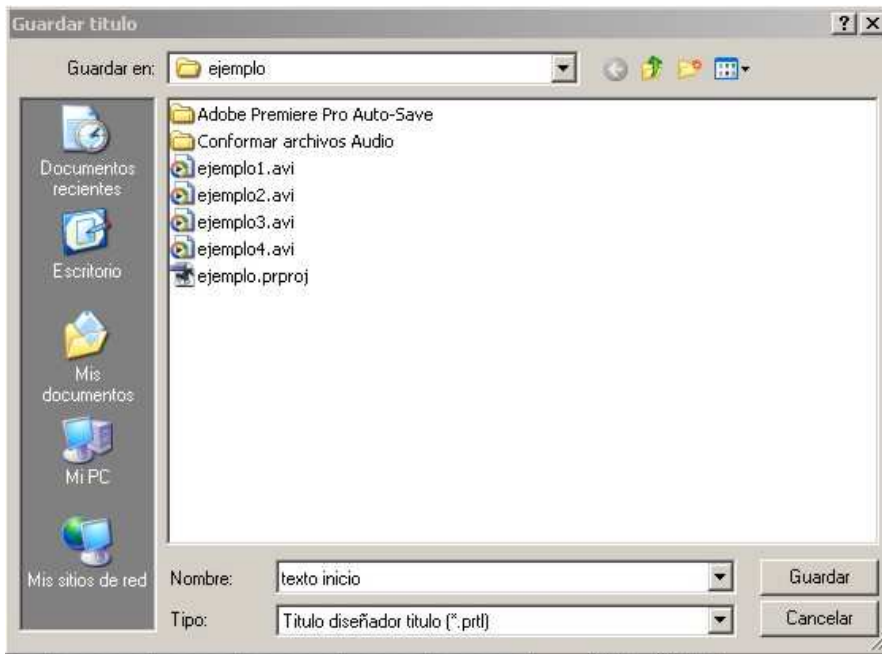 Guardar titulo
Guardar en: ejemplo
Documentos recientes
Escritorio
Mis documentos
Mi PC
Mis sitios de red
Adobe Premiere Pro Auto-Save
Conformar archivos Audio
ejemplo1.avi
ejemplo2.avi
ejemplo3.avi
ejemplo4.avi
ejemplo.prproj
Nombre: texto inicio
Guardar
Tipo: Titulo diseñador titulo (*.prtl)
Cancelar